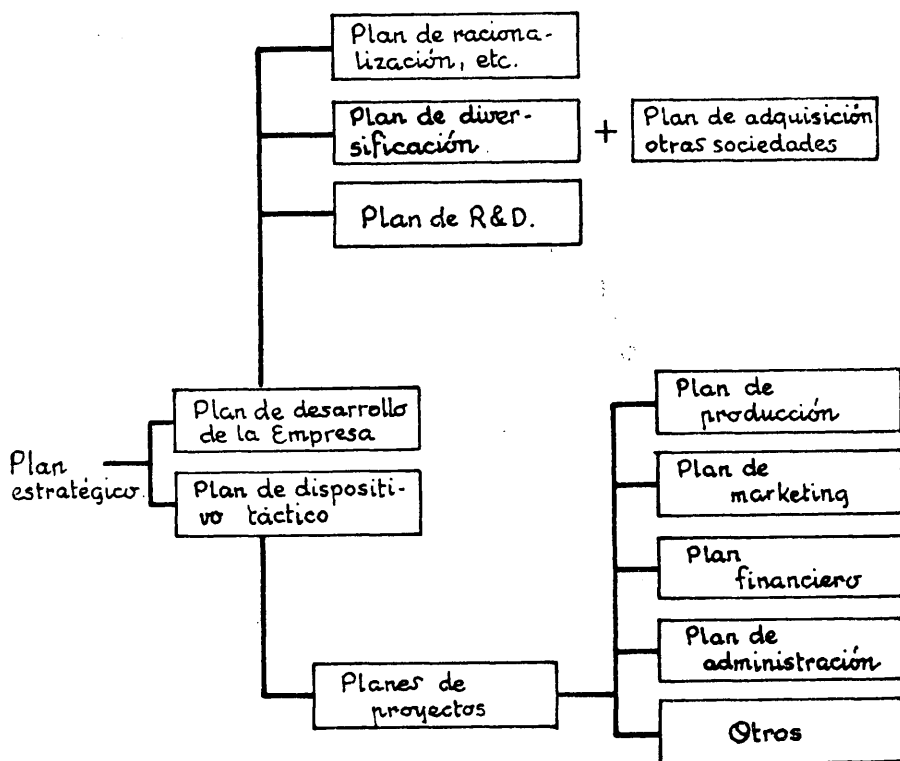 Plan de raciona-
lización, etc.
Plan de diver-
sificación
+
Plan de adquisición
otras sociedades
Plan de R&D.
Plan de desarrollo
de la Empresa
Plan
estratégico.
Plan de dispositi-
vo táctico
Plan de
producción
Plan de
marketing
Plan
financiero
Plan de
administración
Planes de
proyectos
Otros